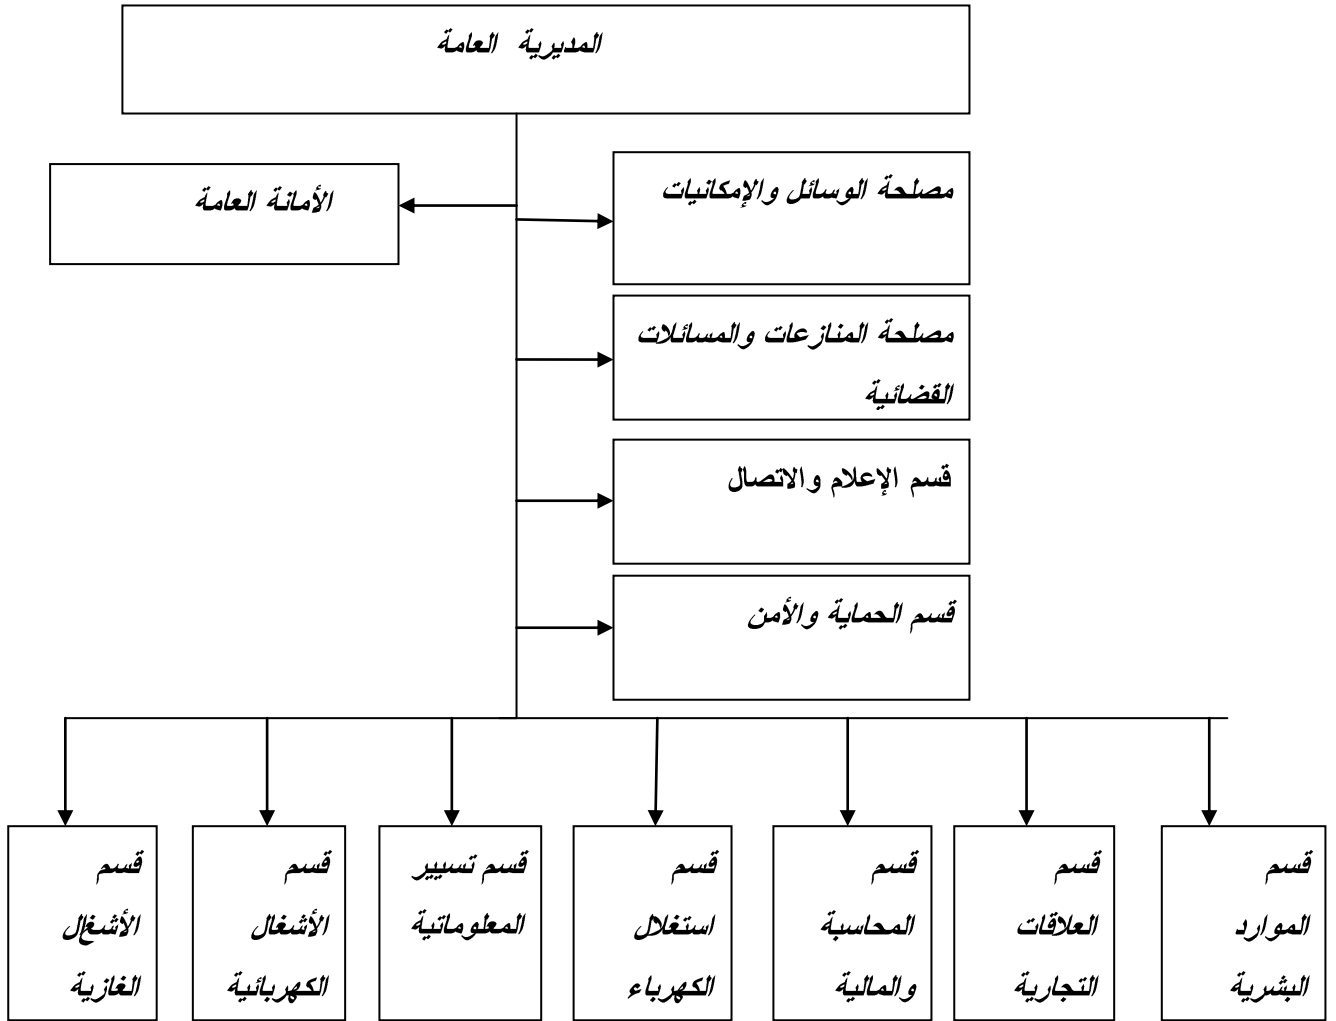 المديرية العامة
مصلحة الوسائل والإمكانيات
الأمانة العامة
مصلحة المنازعات والمسائلات
القضائية
قسم الإعلام والاتصال
قسم الحماية والأمن
قسم
الموارد
البشرية
قسم
العلاقات
التجارية
قسم
المحاسبة
والمالية
قسم
استغلال
الكهرباء
قسم تسيير
المعلوماتية
قسم
الأشغال
الكهربائية
قسم
الأشغال
الغازية